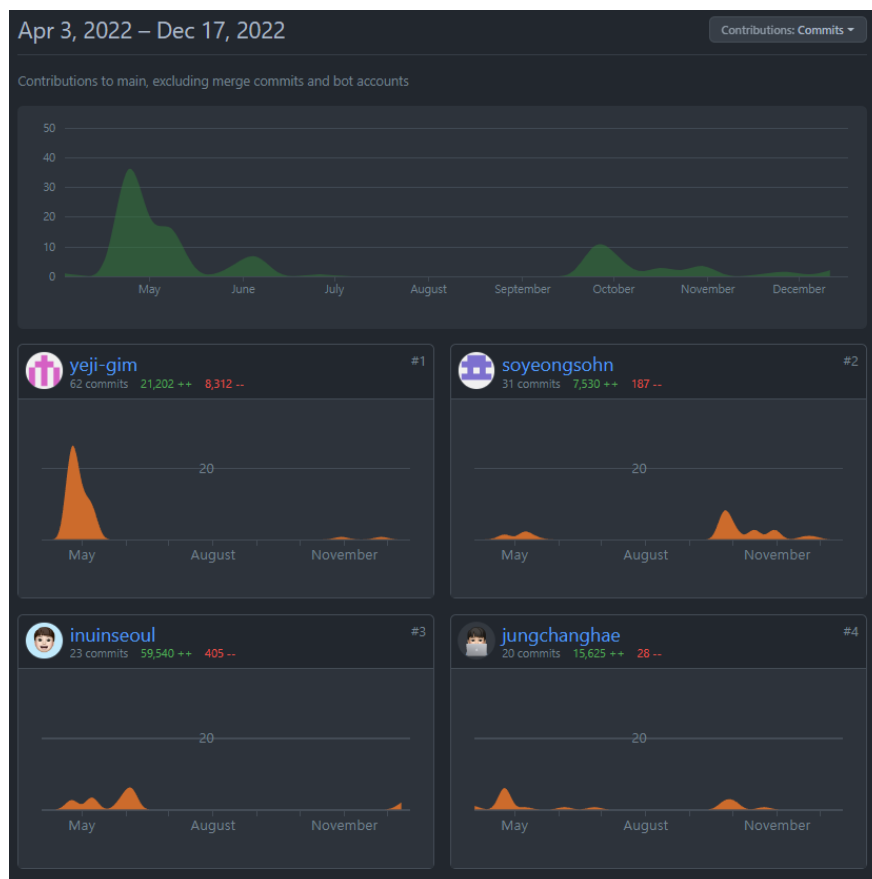 Apr 3, 2022 – Dec 17, 2022
Contributions: Commits
Contributions to main, excluding merge commits and bot accounts
50
40
30
20
10
0
May June July August September October November December
yeji-gim #1
62 commits 21,202 ++ 8,312 --
20
May August November
soyeongsohn #2
31 commits 7,530 ++ 187 --
20
May August November
inuinseoul #3
23 commits 59,540 ++ 405 --
20
May August November
jungchanghae #4
20 commits 15,625 ++ 28 --
20
May August November